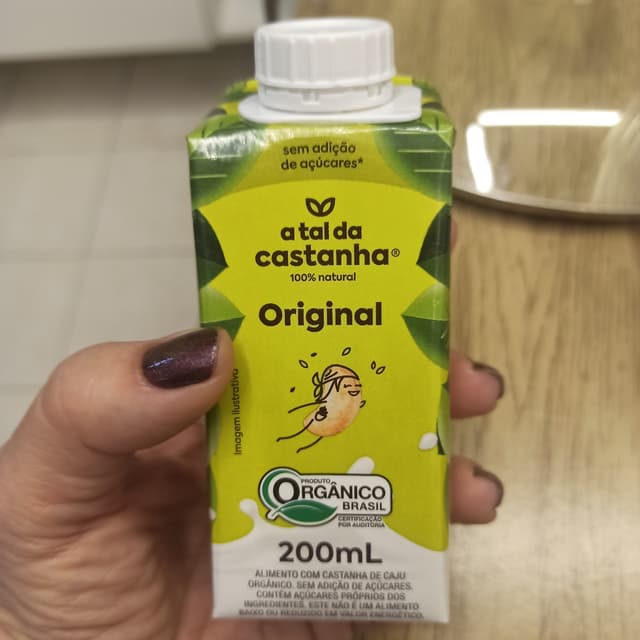 sem adição
de açúcares*
a tal da
castanha®
100% natural
Original
Imagem ilustrativa
PRODUTO
ORGÂNICO
BRASIL
CERTIFICAÇÃO
POR AUDITORIA
200mL
ALIMENTO COM CASTANHA DE CAJU
ORGÂNICO. SEM ADIÇÃO DE AÇÚCARES.
CONTÉM AÇÚCARES PRÓPRIOS DOS
INGREDIENTES. ESTE NÃO É UM ALIMENTO
BAIXO OU REDUZIDO EM VALOR ENERGÉTICO.